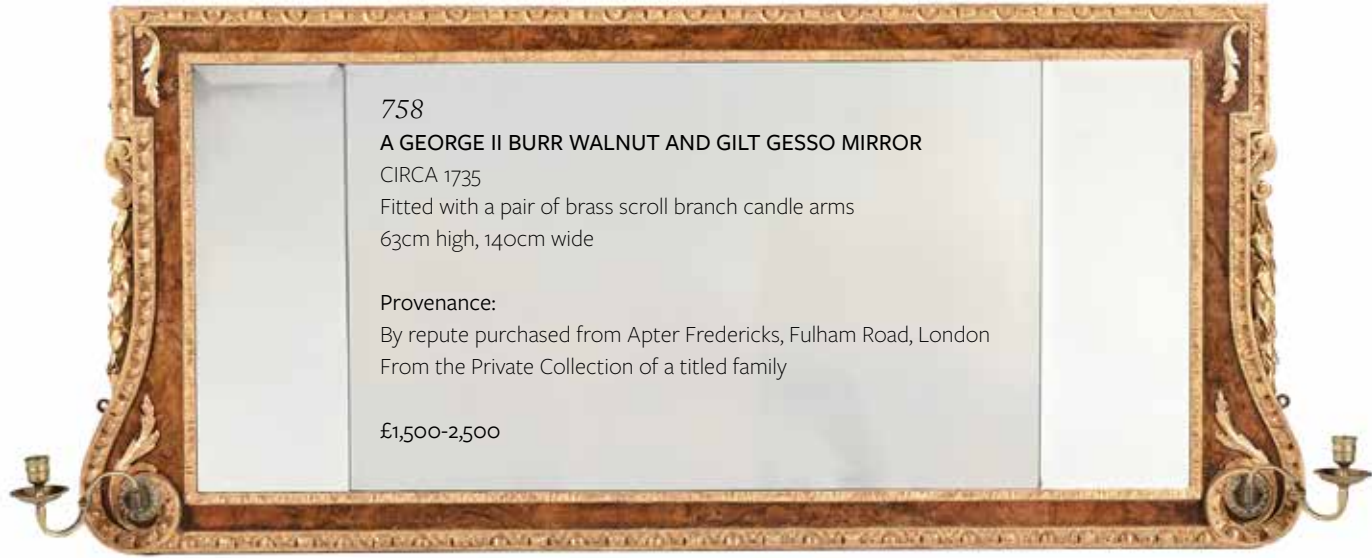 758
A GEORGE II BURR WALNUT AND GILT GESSO MIRROR
CIRCA 1735
Fitted with a pair of brass scroll branch candle arms
63cm high, 140cm wide
Provenance:
By repute purchased from Apter Fredericks, Fulham Road, London
From the Private Collection of a titled family
£1,500-2,500